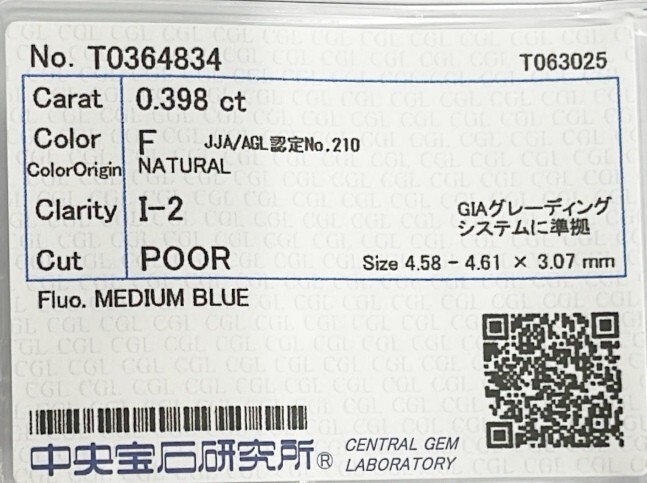 No. T0364834 T063025
Carat 0.398 ct
Color F JJA/AGL認定No.210
ColorOrigin NATURAL
Clarity I-2 GIAグレーディング
システムに準拠
Cut POOR Size 4.58 - 4.61 × 3.07 mm
Fluo. MEDIUM BLUE
中央宝石研究所® CENTRAL GEM
LABORATORY